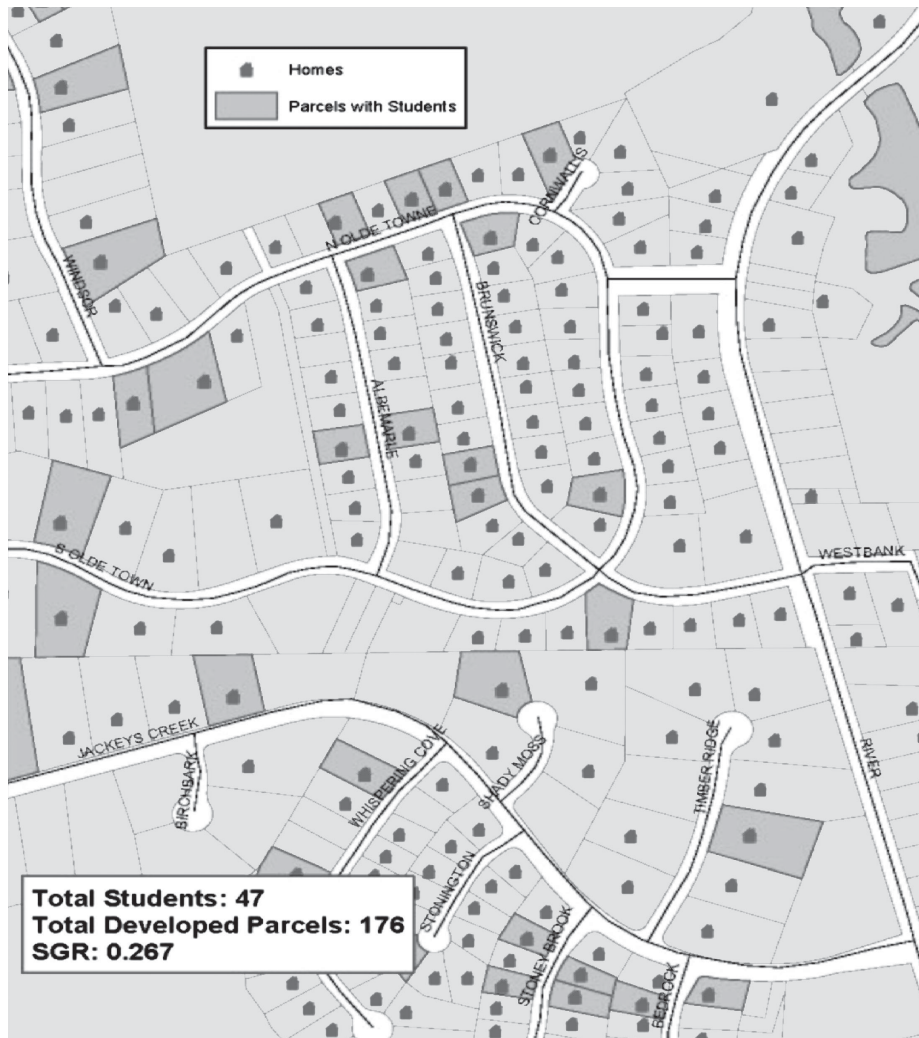 Homes
Parcels with Students
CORNWALLIS
N OLDE TOWNE
WINDSOR
BRUNSWICK
ALBEMARLE
WESTBANK
S OLDE TOWN
JACKEYS CREEK
WHISPERING COVE
SHADY MOSS
TIMBER RIDGE
RIVER
BIRCHBARK
STONINGTON
Total Students: 47
Total Developed Parcels: 176
SGR: 0.267
STONEY BROOK
BEDROCK